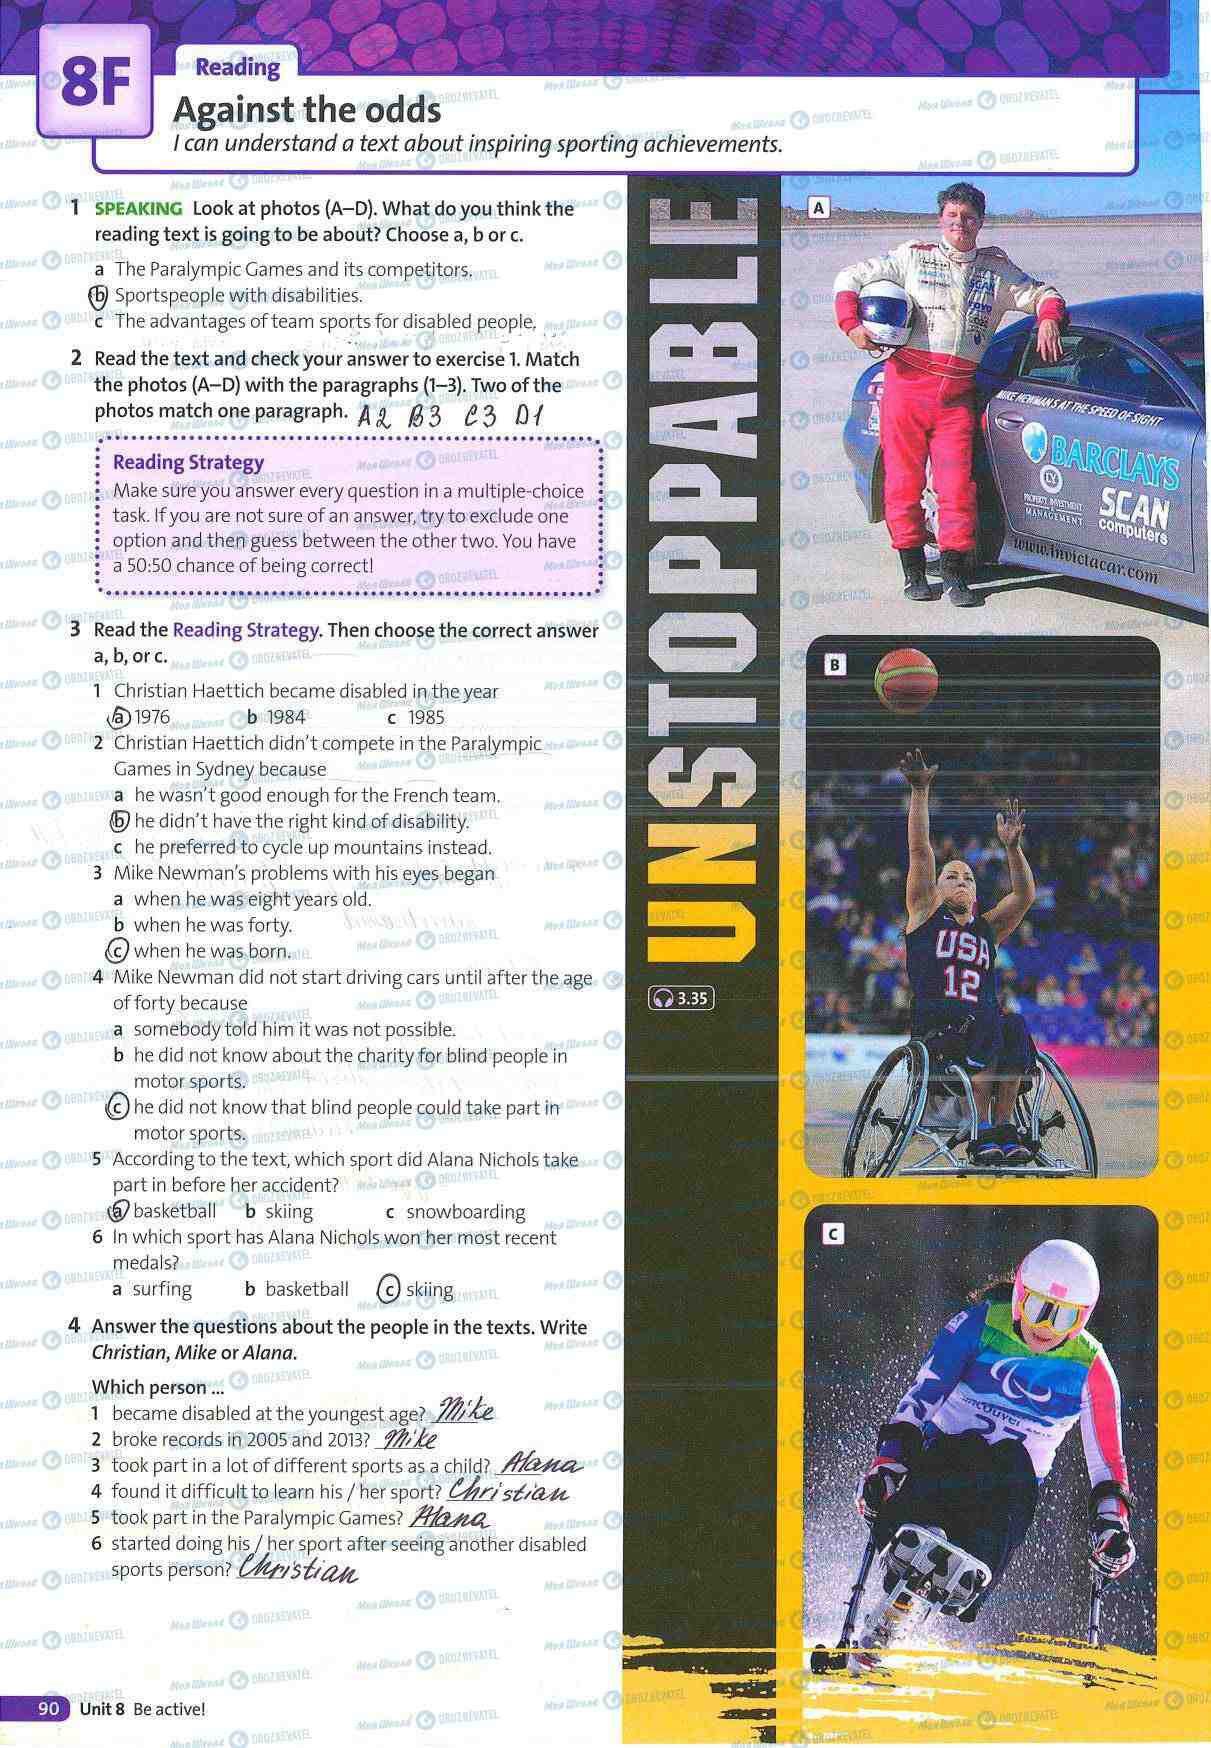 8F
Reading
Against the odds
I can understand a text about inspiring sporting achievements.
1 SPEAKING Look at photos (A–D). What do you think the
reading text is going to be about? Choose a, b or c.
a The Paralympic Games and its competitors.
b Sportspeople with disabilities.
c The advantages of team sports for disabled people.
2 Read the text and check your answer to exercise 1. Match
the photos (A–D) with the paragraphs (1–3). Two of the
photos match one paragraph. A2 B3 C3 D1
Reading Strategy
Make sure you answer every question in a multiple-choice
task. If you are not sure of an answer, try to exclude one
option and then guess between the other two. You have
a 50:50 chance of being correct!
3 Read the Reading Strategy. Then choose the correct answer
a, b, or c.
1 Christian Haettich became disabled in the year
a 1976 b 1984 c 1985
2 Christian Haettich didn't compete in the Paralympic
Games in Sydney because
a he wasn't good enough for the French team.
b he didn't have the right kind of disability.
c he preferred to cycle up mountains instead.
3 Mike Newman's problems with his eyes began
a when he was eight years old.
b when he was forty.
c when he was born.
4 Mike Newman did not start driving cars until after the age
of forty because
a somebody told him it was not possible.
b he did not know about the charity for blind people in
motor sports.
c he did not know that blind people could take part in
motor sports.
5 According to the text, which sport did Alana Nichols take
part in before her accident?
a basketball b skiing c snowboarding
6 In which sport has Alana Nichols won her most recent
medals?
a surfing b basketball c skiing
4 Answer the questions about the people in the texts. Write
Christian, Mike or Alana.
Which person ...
1 became disabled at the youngest age? Mike
2 broke records in 2005 and 2013? Mike
3 took part in a lot of different sports as a child? Alana
4 found it difficult to learn his / her sport? Christian
5 took part in the Paralympic Games? Alana
6 started doing his / her sport after seeing another disabled
sports person? Christian
90 Unit 8 Be active!
UNSTOPPABLE
3.35
A
MIKE NEWMAN'S AT THE SPEED OF SIGHT
BARCLAYS
PROPERTY INVESTMENT
MANAGEMENT
SCAN
computers
www.invictacar.com
B
USA
12
C